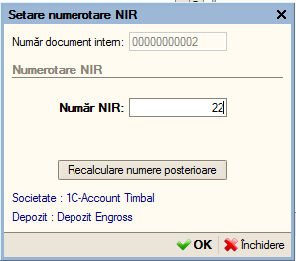 Setare numerotare NIR
Număr document intern: 00000000002
Numerotare NIR
Număr NIR: 22
Recalculare numere posterioare
Societate : 1C-Account Timbal
Depozit : Depozit Engross
OK Închidere